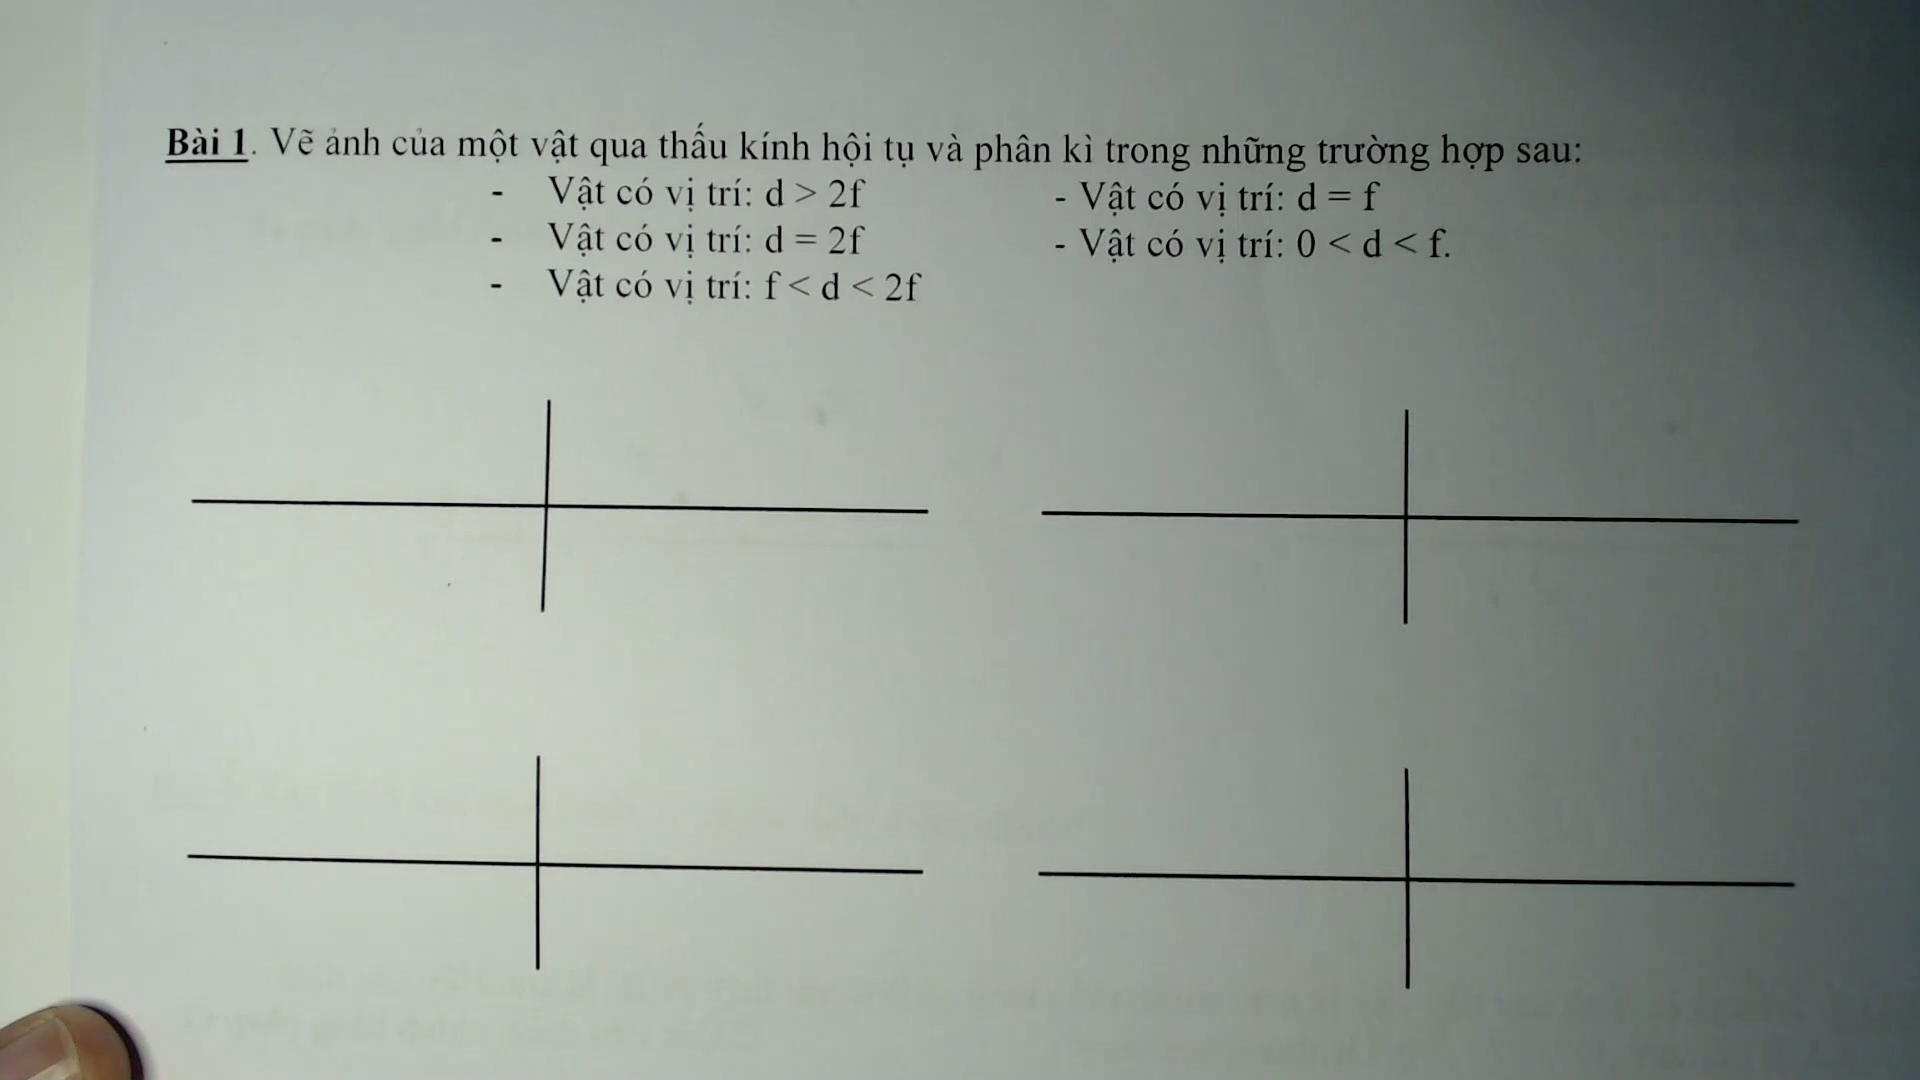 Bài 1. Vẽ ảnh của một vật qua thấu kính hội tụ và phân kì trong những trường hợp sau:
- Vật có vị trí: d > 2f - Vật có vị trí: d = f
- Vật có vị trí: d = 2f - Vật có vị trí: 0 < d < f.
- Vật có vị trí: f < d < 2f